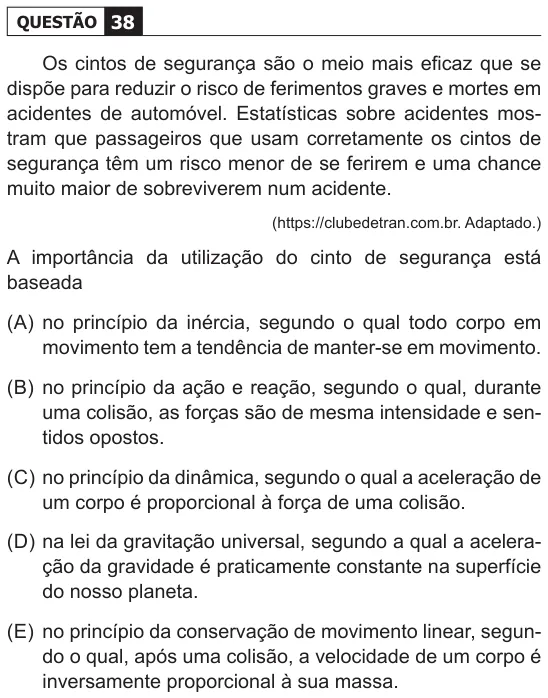 QUESTÃO 38
Os cintos de segurança são o meio mais eficaz que se
dispõe para reduzir o risco de ferimentos graves e mortes em
acidentes de automóvel. Estatísticas sobre acidentes mos-
tram que passageiros que usam corretamente os cintos de
segurança têm um risco menor de se ferirem e uma chance
muito maior de sobreviverem num acidente.
(https://clubedetran.com.br. Adaptado.)
A importância da utilização do cinto de segurança está
baseada
(A) no princípio da inércia, segundo o qual todo corpo em
movimento tem a tendência de manter-se em movimento.
(B) no princípio da ação e reação, segundo o qual, durante
uma colisão, as forças são de mesma intensidade e sen-
tidos opostos.
(C) no princípio da dinâmica, segundo o qual a aceleração de
um corpo é proporcional à força de uma colisão.
(D) na lei da gravitação universal, segundo a qual a acelera-
ção da gravidade é praticamente constante na superfície
do nosso planeta.
(E) no princípio da conservação de movimento linear, segun-
do o qual, após uma colisão, a velocidade de um corpo é
inversamente proporcional à sua massa.